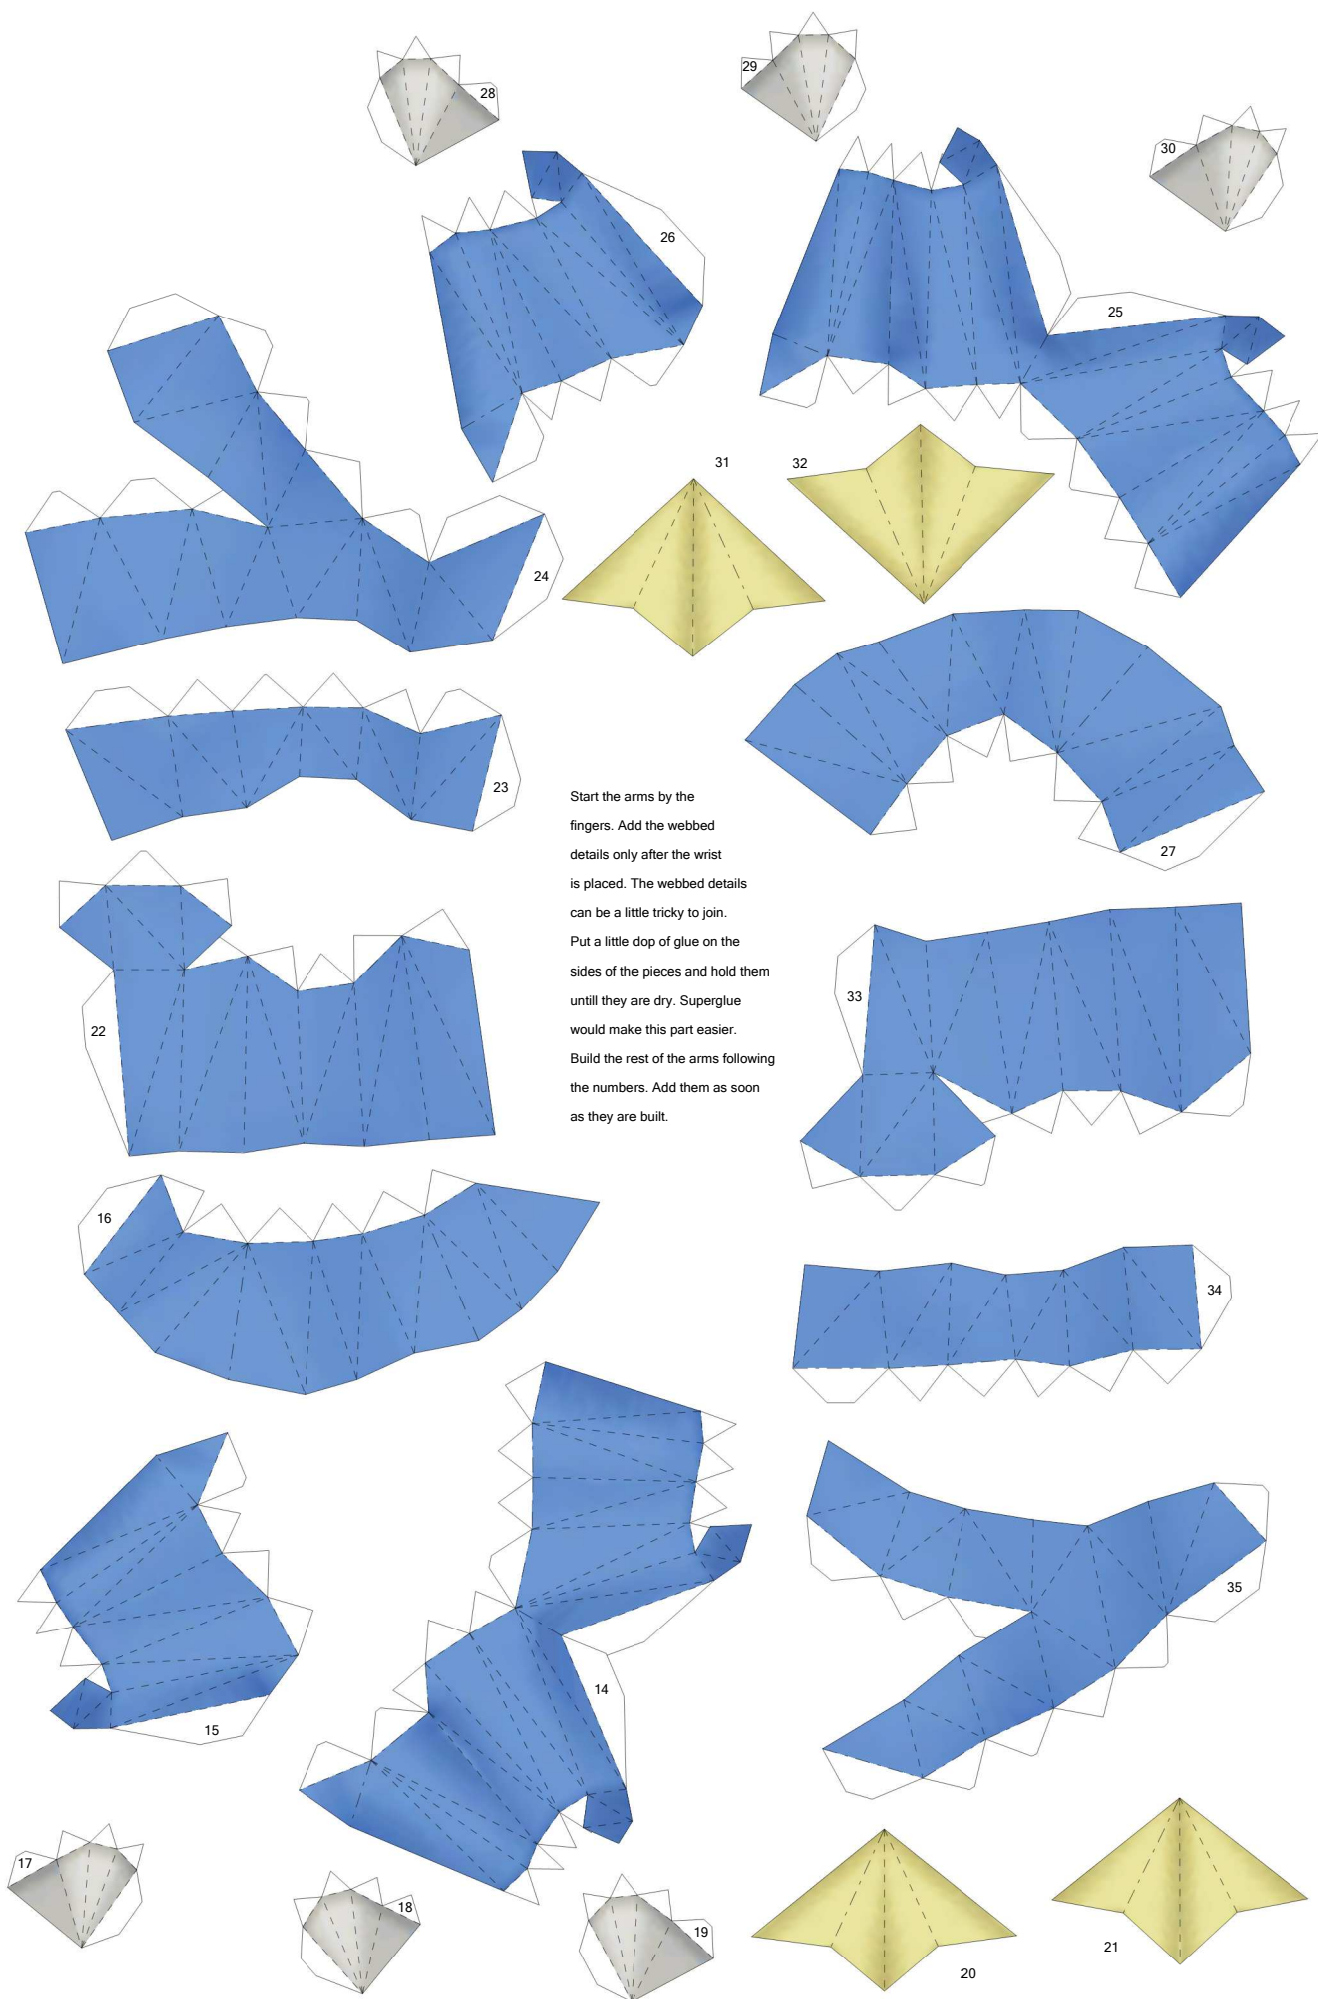 28
29
30
26
25
31
32
24
23
27
Start the arms by the
fingers. Add the webbed
details only after the wrist
is placed. The webbed details
can be a little tricky to join.
Put a little dop of glue on the
sides of the pieces and hold them
untill they are dry. Superglue
would make this part easier.
Build the rest of the arms following
the numbers. Add them as soon
as they are built.
22
33
16
34
35
14
15
17
18
19
20
21